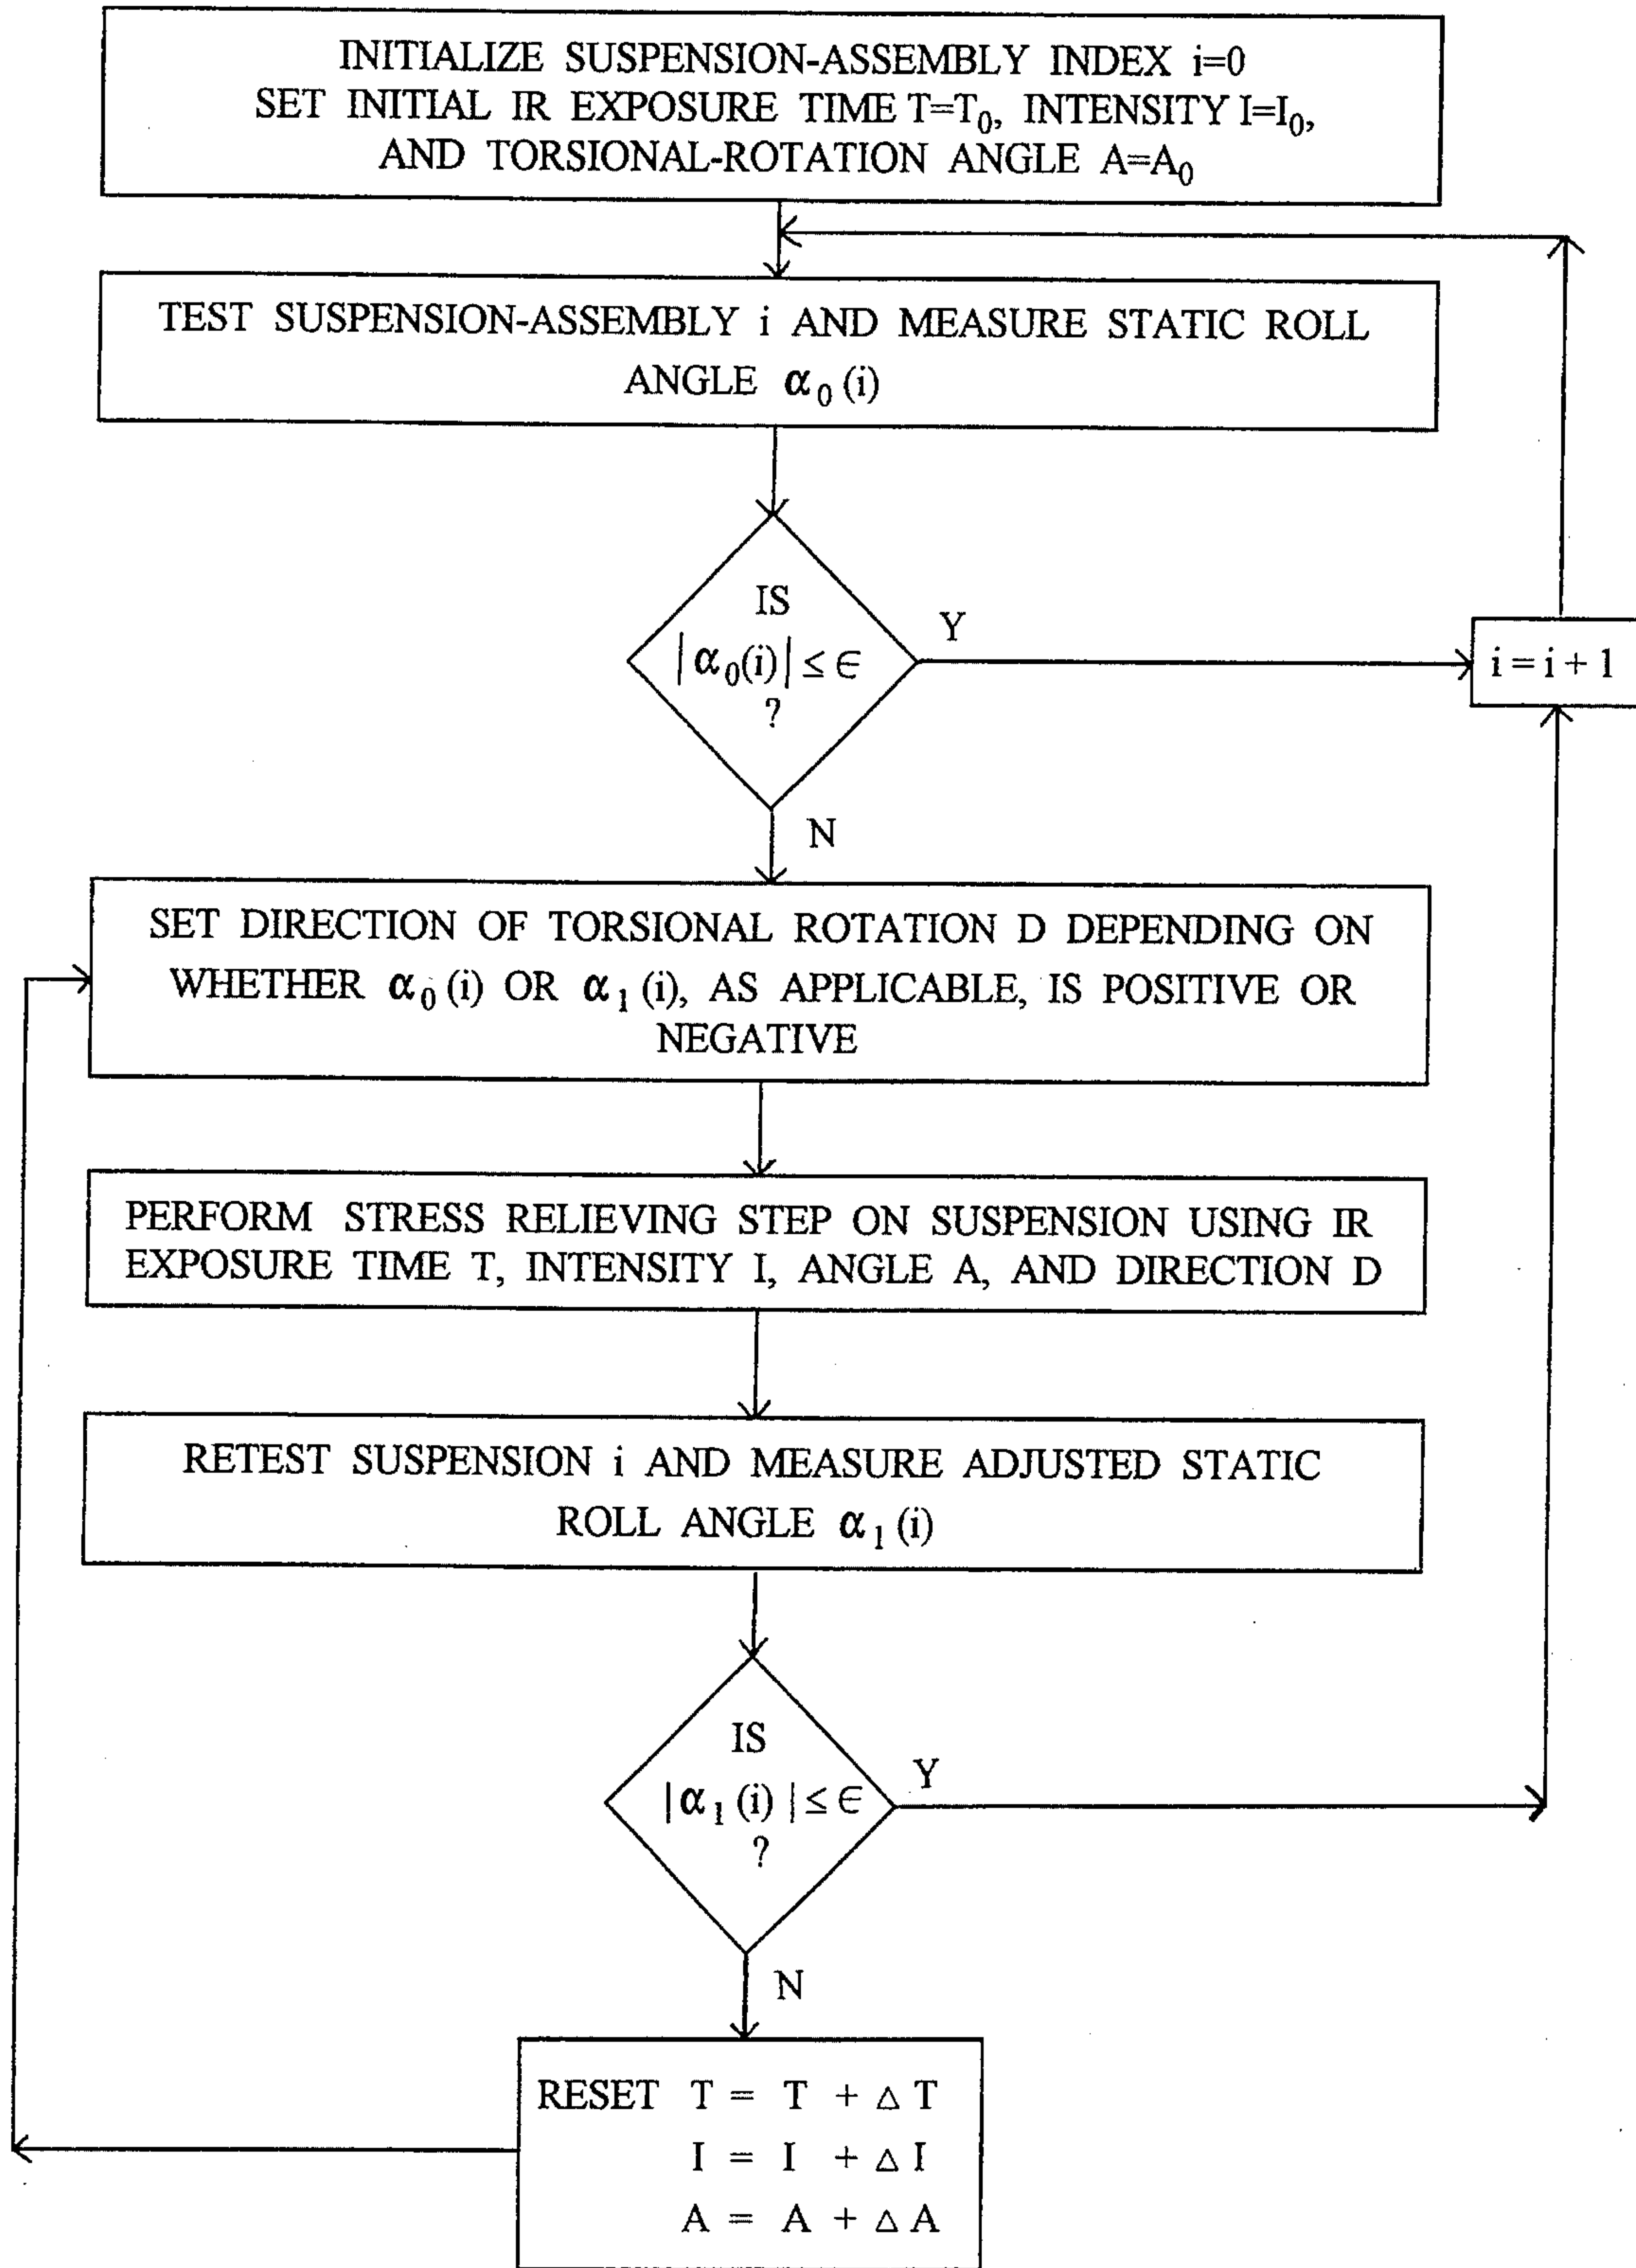 INITIALIZE SUSPENSION-ASSEMBLY INDEX i=0
SET INITIAL IR EXPOSURE TIME T=T₀, INTENSITY I=I₀,
AND TORSIONAL-ROTATION ANGLE A=A₀
TEST SUSPENSION-ASSEMBLY i AND MEASURE STATIC ROLL
ANGLE α₀(i)
IS
|α₀(i)| ≤ ∈
?
Y
i = i + 1
N
SET DIRECTION OF TORSIONAL ROTATION D DEPENDING ON
WHETHER α₀(i) OR α₁(i), AS APPLICABLE, IS POSITIVE OR
NEGATIVE
PERFORM STRESS RELIEVING STEP ON SUSPENSION USING IR
EXPOSURE TIME T, INTENSITY I, ANGLE A, AND DIRECTION D
RETEST SUSPENSION i AND MEASURE ADJUSTED STATIC
ROLL ANGLE α₁(i)
IS
|α₁(i)| ≤ ∈
?
Y
N
RESET T = T + △T
I = I + △I
A = A + △A